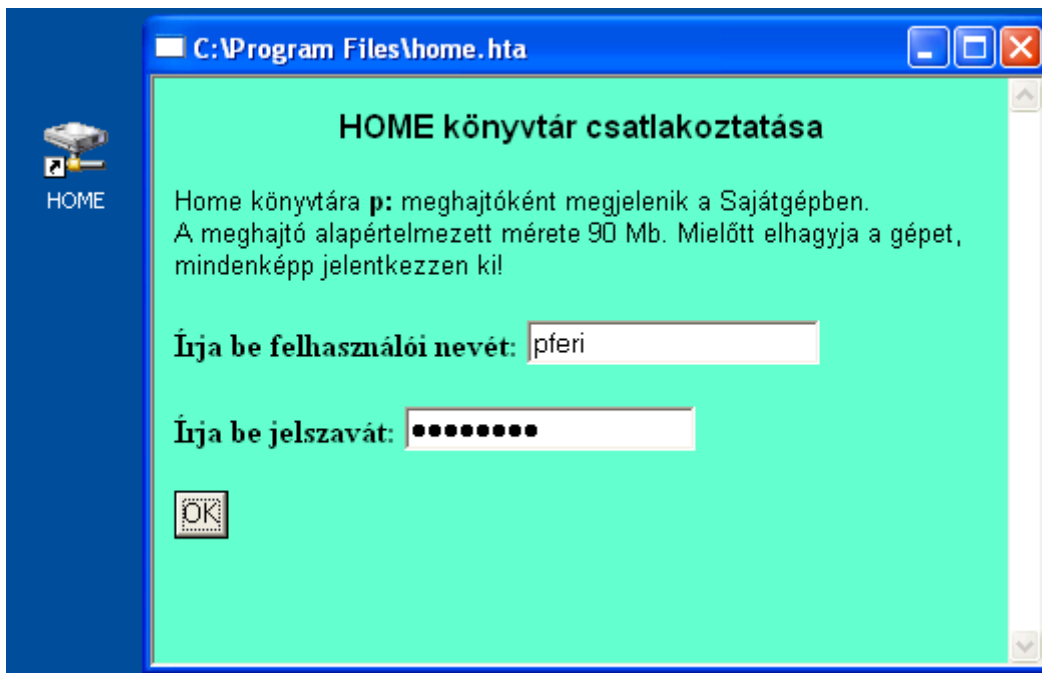 C:\Program Files\home.hta
HOME
HOME könyvtár csatlakoztatása
Home könyvtára p: meghajtóként megjelenik a Sajátgépben.
A meghajtó alapértelmezett mérete 90 Mb. Mielőtt elhagyja a gépet,
mindenképp jelentkezzen ki!
Írja be felhasználói nevét: pferi
Írja be jelszavát: ●●●●●●●●
OK